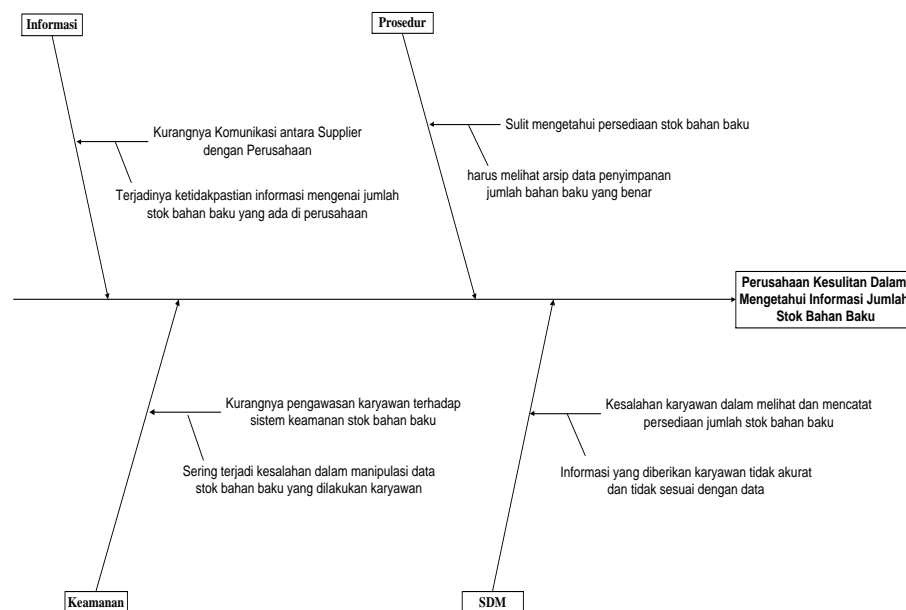 Informasi
Prosedur
Kurangnya Komunikasi antara Supplier
dengan Perusahaan
Terjadinya ketidakpastian informasi mengenai jumlah
stok bahan baku yang ada di perusahaan
Sulit mengetahui persediaan stok bahan baku
harus melihat arsip data penyimpanan
jumlah bahan baku yang benar
Perusahaan Kesulitan Dalam
Mengetahui Informasi Jumlah
Stok Bahan Baku
Kurangnya pengawasan karyawan terhadap
sistem keamanan stok bahan baku
Sering terjadi kesalahan dalam manipulasi data
stok bahan baku yang dilakukan karyawan
Kesalahan karyawan dalam melihat dan mencatat
persediaan jumlah stok bahan baku
Informasi yang diberikan karyawan tidak akurat
dan tidak sesuai dengan data
Keamanan
SDM